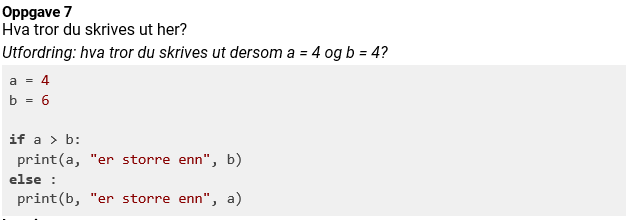 Oppgave 7
Hva tror du skrives ut her?
Utfordring: hva tror du skrives ut dersom a = 4 og b = 4?
a = 4
b = 6
if a > b:
print(a, "er storre enn", b)
else :
print(b, "er storre enn", a)